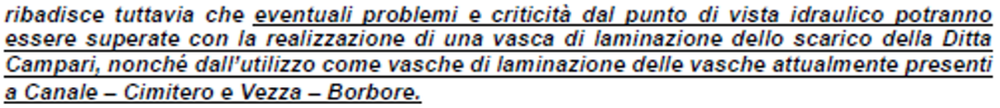 ribadisce tuttavia che eventuali problemi e criticità dal punto di vista idraulico potranno
essere superate con la realizzazione di una vasca di laminazione dello scarico della Ditta
Campari, nonché dall'utilizzo come vasche di laminazione delle vasche attualmente presenti
a Canale – Cimitero e Vezza – Borbore.